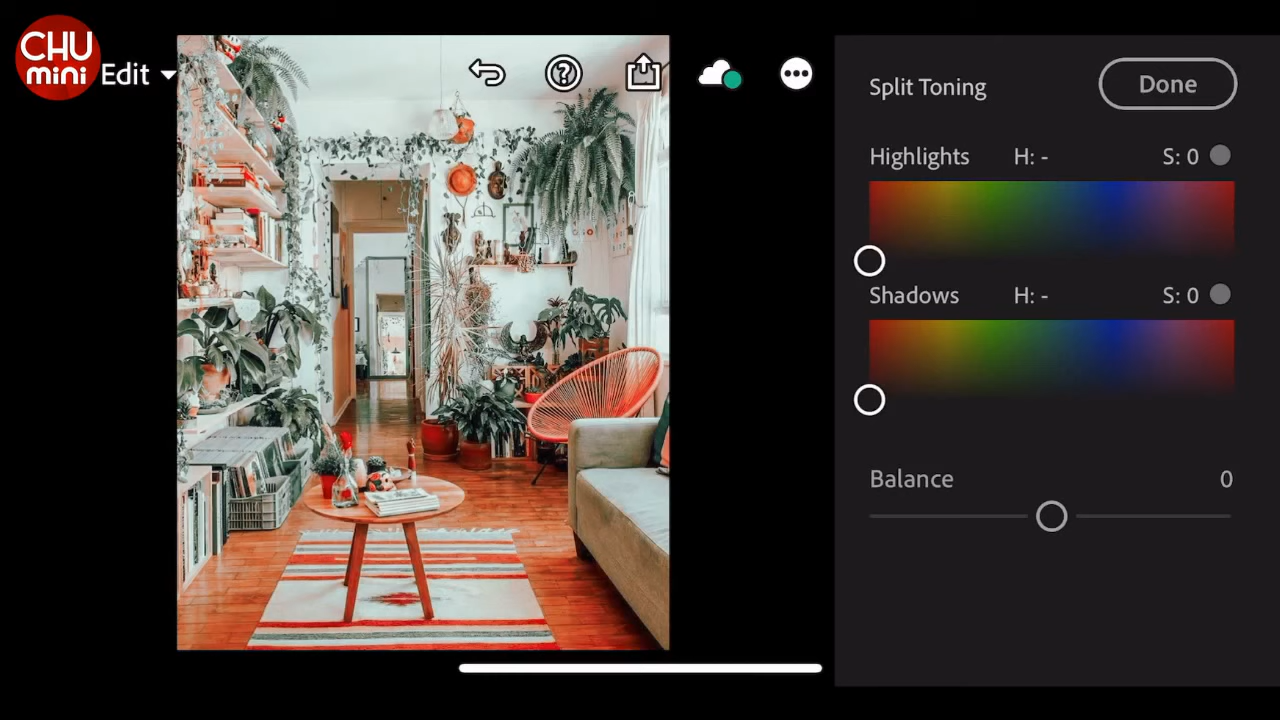 CHU
mini
Edit
Split Toning
Done
Highlights H: - S: 0
Shadows H: - S: 0
Balance 0